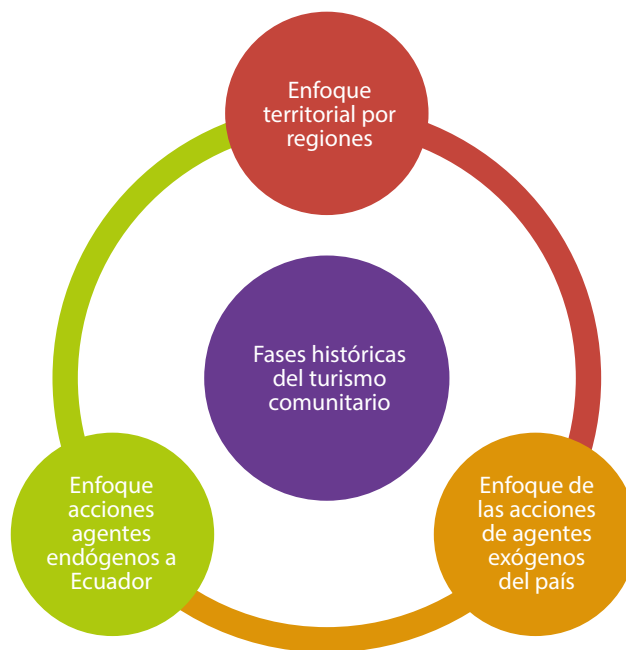 Enfoque
territorial por
regiones
Fases históricas
del turismo
comunitario
Enfoque
acciones
agentes
endógenos a
Ecuador
Enfoque de
las acciones
de agentes
exógenos
del país